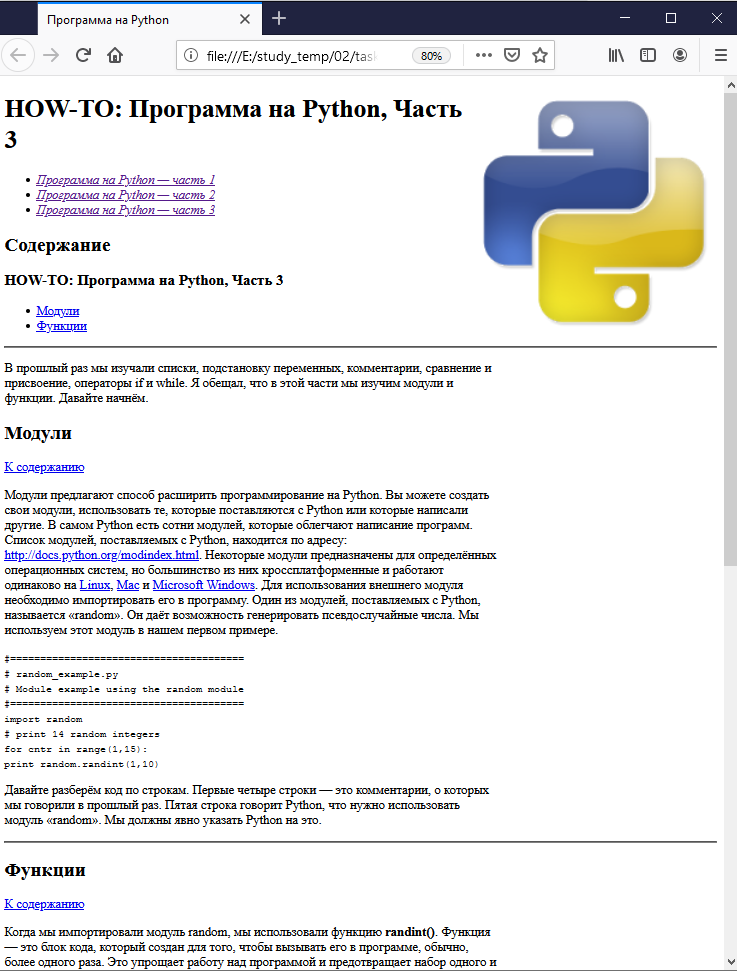 Программа на Python
file:///E:/study_temp/02/task
80%
HOW-TO: Программа на Python, Часть
3
Программа на Python — часть 1
Программа на Python — часть 2
Программа на Python — часть 3
Содержание
HOW-TO: Программа на Python, Часть 3
Модули
Функции
В прошлый раз мы изучали списки, подстановку переменных, комментарии, сравнение и
присвоение, операторы if и while. Я обещал, что в этой части мы изучим модули и
функции. Давайте начнём.
Модули
К содержанию
Модули предлагают способ расширить программирование на Python. Вы можете создать
свои модули, использовать те, которые поставляются с Python или которые написали
другие. В самом Python есть сотни модулей, которые облегчают написание программ.
Список модулей, поставляемых с Python, находится по адресу:
http://docs.python.org/modindex.html. Некоторые модули предназначены для определённых
операционных систем, но большинство из них кроссплатформенные и работают
одинаково на Linux, Mac и Microsoft Windows. Для использования внешнего модуля
необходимо импортировать его в программу. Один из модулей, поставляемых с Python,
называется «random». Он даёт возможность генерировать псевдослучайные числа. Мы
используем этот модуль в нашем первом примере.
#=======================================
# random_example.py
# Module example using the random module
#=======================================
import random
# print 14 random integers
for cntr in range(1,15):
print random.randint(1,10)
Давайте разберём код по строкам. Первые четыре строки — это комментарии, о которых
мы говорили в прошлый раз. Пятая строка говорит Python, что нужно использовать
модуль «random». Мы должны явно указать Python на это.
Функции
К содержанию
Когда мы импортировали модуль random, мы использовали функцию randint(). Функция
— это блок кода, который создан для того, чтобы вызывать его в программе, обычно,
более одного раза. Это упрощает работу над программой и предотвращает набор одного и